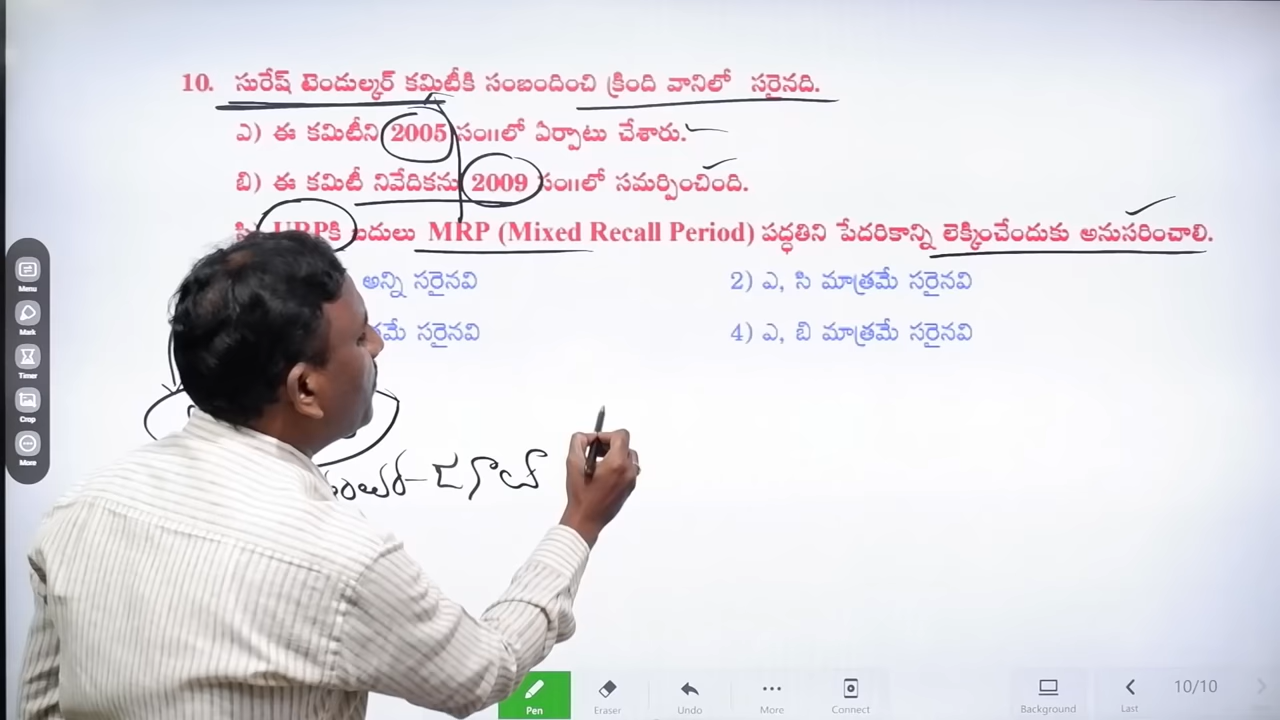 10. సురేష్ టెండుల్కర్ కమిటీకి సంబందించి క్రింది వానిలో సరైనది.
ఎ) ఈ కమిటీని 2005 సం॥లో ఏర్పాటు చేశారు.
బి) ఈ కమిటీ నివేదికను 2009 సం॥లో సమర్పించింది.
URPకి బదులు MRP (Mixed Recall Period) పద్ధతిని పేదరికాన్ని లెక్కించేందుకు అనుసరించాలి.
అన్ని సరైనవి 2) ఎ, సి మాత్రమే సరైనవి
సరైనవి 4) ఎ, బి మాత్రమే సరైనవి
Menu
Mark
Timer
Crop
More
Pen Eraser Undo More Connect Background Last 10/10